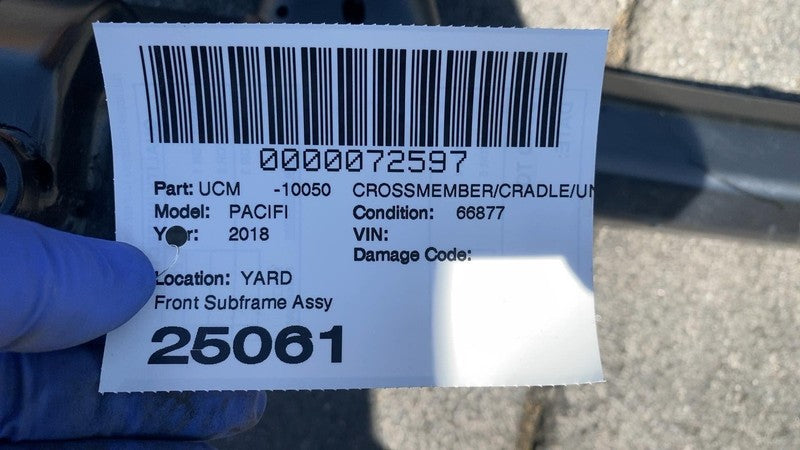 0000072597
Part: UCM -10050 CROSSMEMBER/CRADLE/UN
Model: PACIFI Condition: 66877
Year: 2018 VIN:
Damage Code:
Location: YARD
Front Subframe Assy
25061